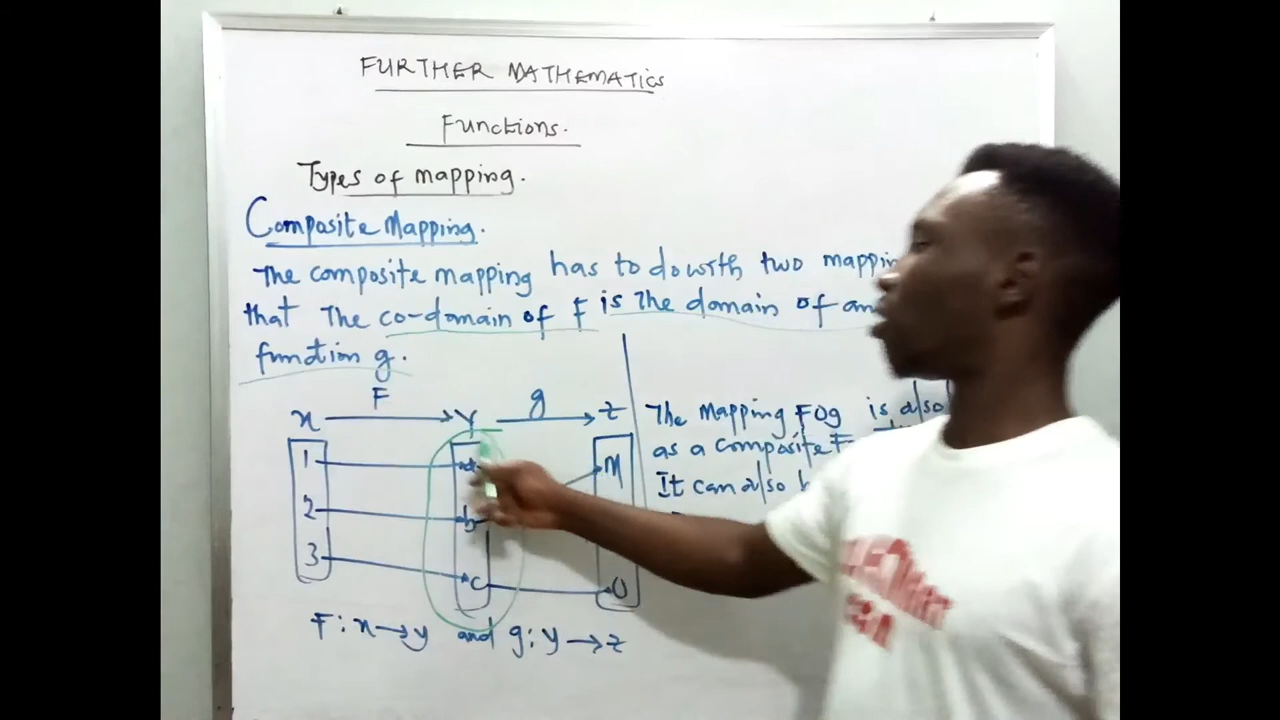 FURTHER MATHEMATICS
Functions.
Types of mapping.
Composite Mapping.
The composite mapping has to do with two mappin
that The co-domain of f is the domain of an
function g.
F g
x y z
The Mapping FOg is also
as a composite F
It can also b
1 a M
2 b
3 c O
F : x → y and g : y → z